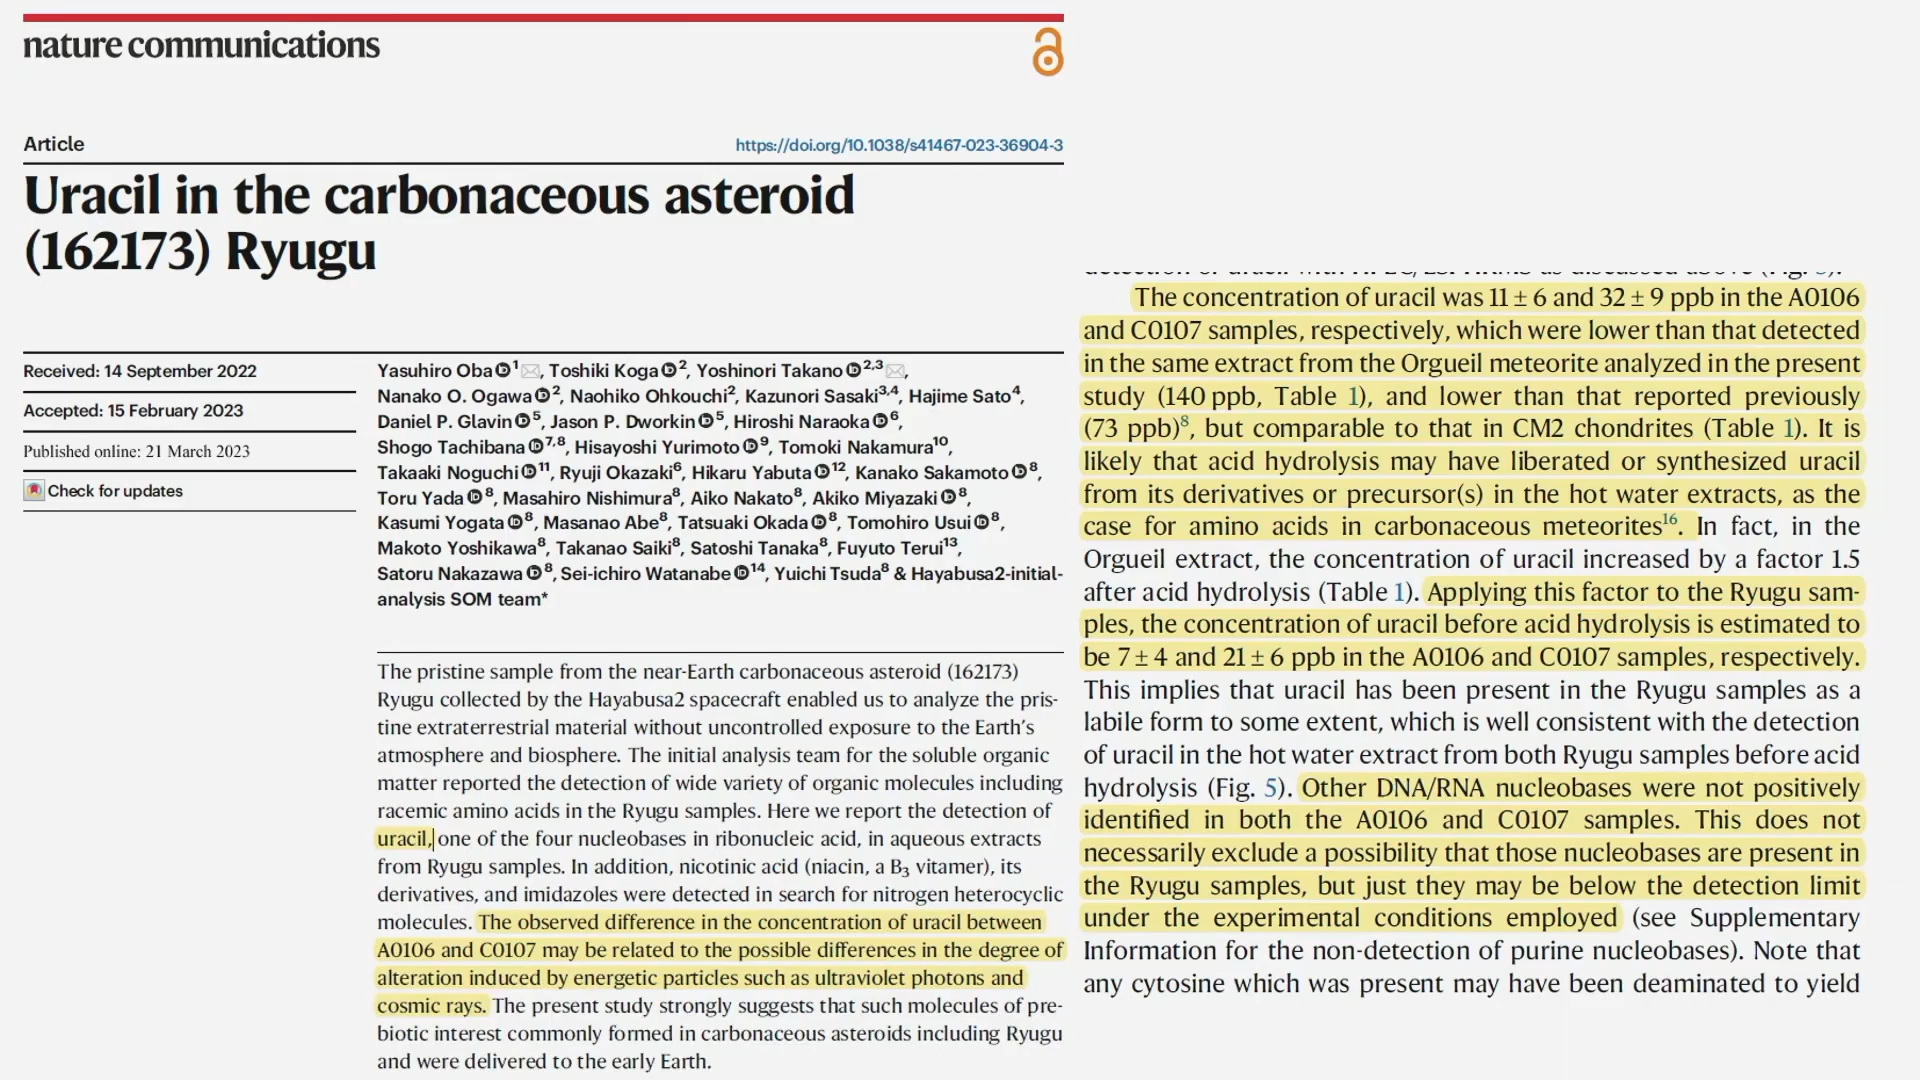 nature communications
Article
https://doi.org/10.1038/s41467-023-36904-3
Uracil in the carbonaceous asteroid
(162173) Ryugu
Received: 14 September 2022
Accepted: 15 February 2023
Published online: 21 March 2023
Check for updates
Yasuhiro Oba 1, Toshiki Koga 2, Yoshinori Takano 2,3,
Nanako O. Ogawa 2, Naohiko Ohkouchi2, Kazunori Sasaki3,4, Hajime Sato4,
Daniel P. Glavin 5, Jason P. Dworkin 5, Hiroshi Naraoka 6,
Shogo Tachibana 7,8, Hisayoshi Yurimoto 9, Tomoki Nakamura10,
Takaaki Noguchi 11, Ryuji Okazaki6, Hikaru Yabuta 12, Kanako Sakamoto 8,
Toru Yada 8, Masahiro Nishimura8, Aiko Nakato8, Akiko Miyazaki 8,
Kasumi Yogata 8, Masanao Abe8, Tatsuaki Okada 8, Tomohiro Usui 8,
Makoto Yoshikawa8, Takanao Saiki8, Satoshi Tanaka8, Fuyuto Terui13,
Satoru Nakazawa 8, Sei-ichiro Watanabe 14, Yuichi Tsuda8 & Hayabusa2-initial-
analysis SOM team*
The pristine sample from the near-Earth carbonaceous asteroid (162173)
Ryugu collected by the Hayabusa2 spacecraft enabled us to analyze the pris-
tine extraterrestrial material without uncontrolled exposure to the Earth's
atmosphere and biosphere. The initial analysis team for the soluble organic
matter reported the detection of wide variety of organic molecules including
racemic amino acids in the Ryugu samples. Here we report the detection of
uracil, one of the four nucleobases in ribonucleic acid, in aqueous extracts
from Ryugu samples. In addition, nicotinic acid (niacin, a B3 vitamer), its
derivatives, and imidazoles were detected in search for nitrogen heterocyclic
molecules. The observed difference in the concentration of uracil between
A0106 and C0107 may be related to the possible differences in the degree of
alteration induced by energetic particles such as ultraviolet photons and
cosmic rays. The present study strongly suggests that such molecules of pre-
biotic interest commonly formed in carbonaceous asteroids including Ryugu
and were delivered to the early Earth.
The concentration of uracil was 11 ± 6 and 32 ± 9 ppb in the A0106
and C0107 samples, respectively, which were lower than that detected
in the same extract from the Orgueil meteorite analyzed in the present
study (140 ppb, Table 1), and lower than that reported previously
(73 ppb)8, but comparable to that in CM2 chondrites (Table 1). It is
likely that acid hydrolysis may have liberated or synthesized uracil
from its derivatives or precursor(s) in the hot water extracts, as the
case for amino acids in carbonaceous meteorites16. In fact, in the
Orgueil extract, the concentration of uracil increased by a factor 1.5
after acid hydrolysis (Table 1). Applying this factor to the Ryugu sam-
ples, the concentration of uracil before acid hydrolysis is estimated to
be 7 ± 4 and 21 ± 6 ppb in the A0106 and C0107 samples, respectively.
This implies that uracil has been present in the Ryugu samples as a
labile form to some extent, which is well consistent with the detection
of uracil in the hot water extract from both Ryugu samples before acid
hydrolysis (Fig. 5). Other DNA/RNA nucleobases were not positively
identified in both the A0106 and C0107 samples. This does not
necessarily exclude a possibility that those nucleobases are present in
the Ryugu samples, but just they may be below the detection limit
under the experimental conditions employed (see Supplementary
Information for the non-detection of purine nucleobases). Note that
any cytosine which was present may have been deaminated to yield